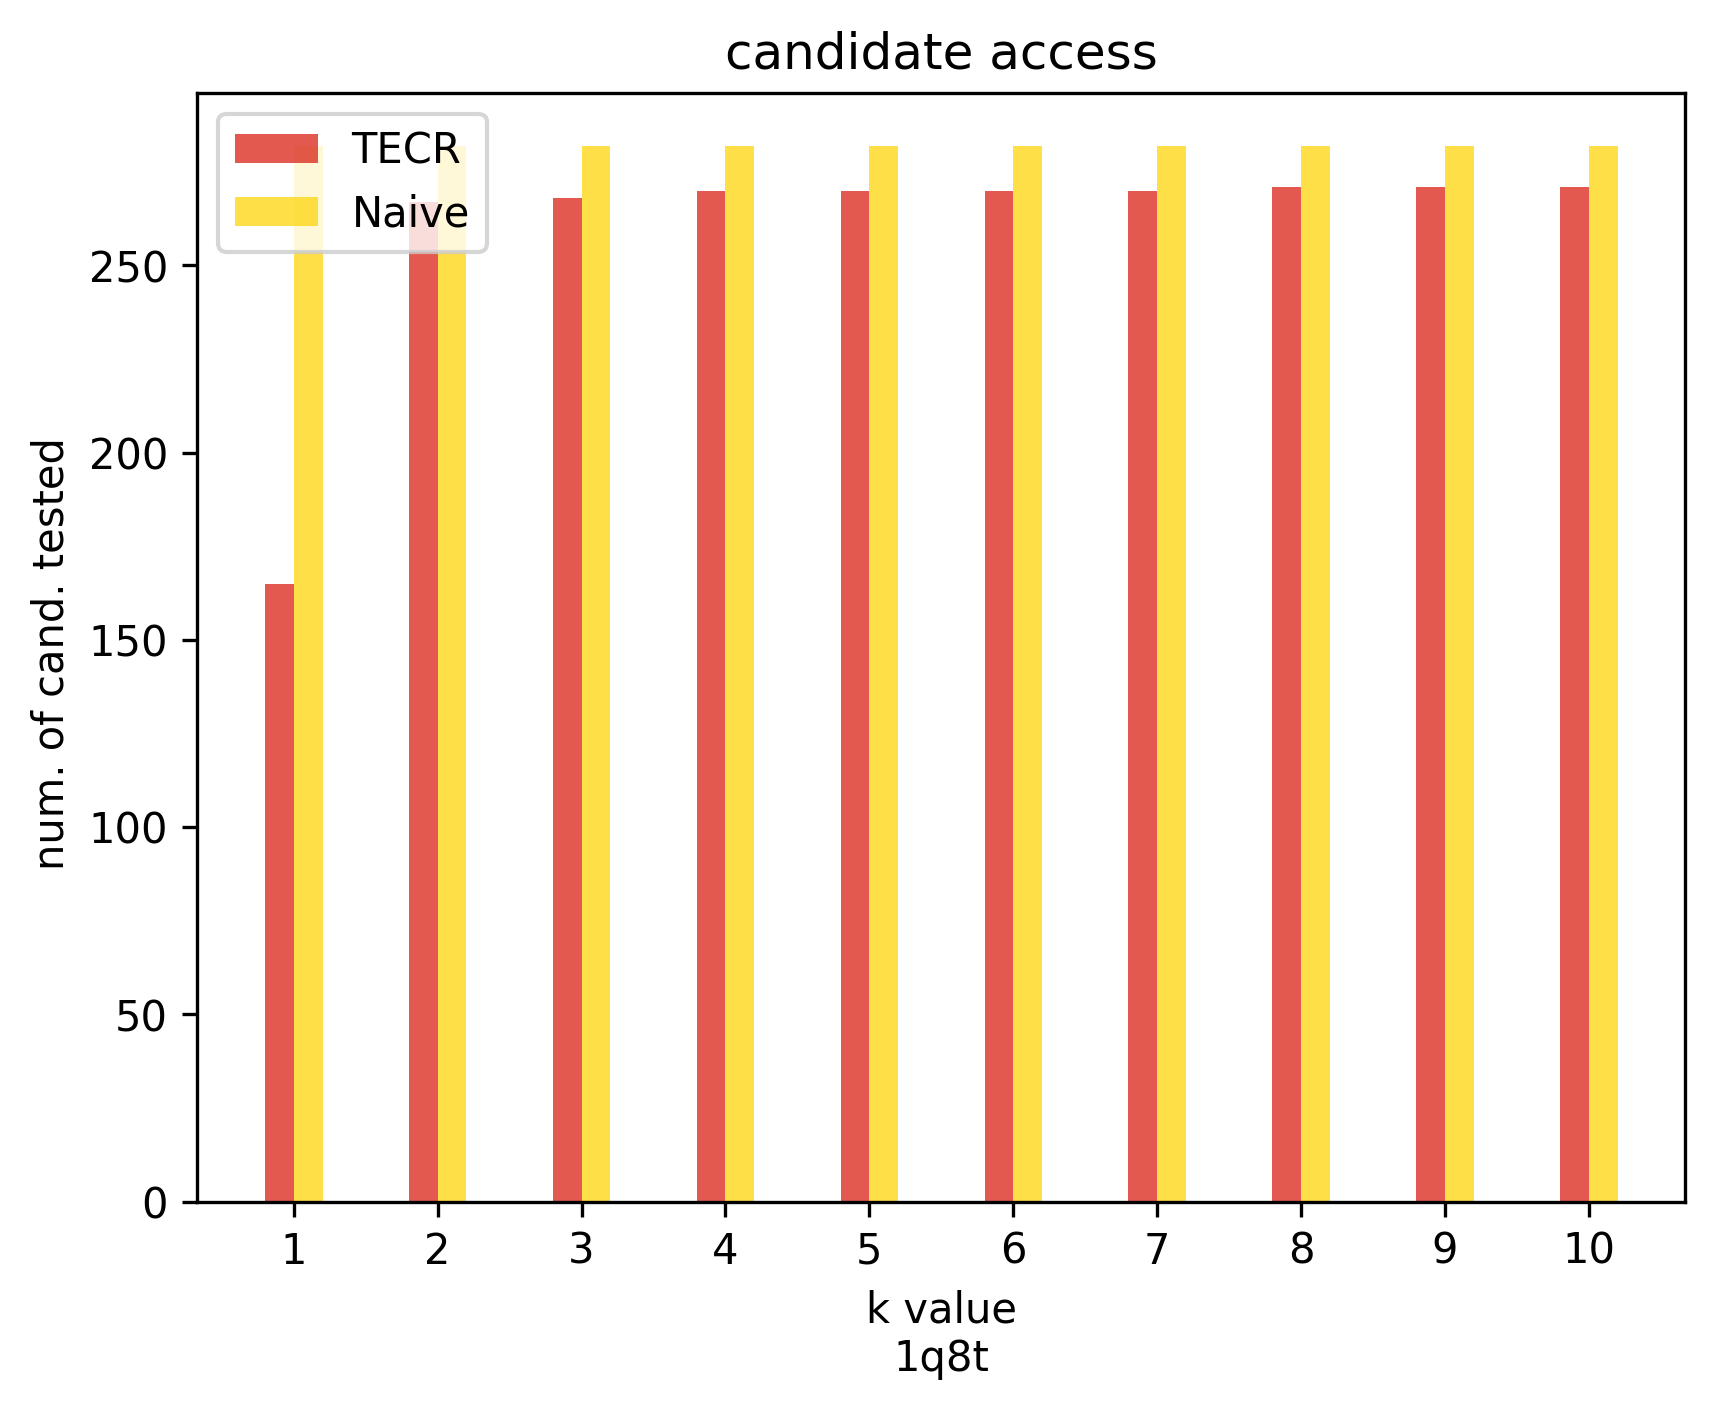 candidate access
TECR
Naive
num. of cand. tested
250
200
150
100
50
0
1 2 3 4 5 6 7 8 9 10
k value
1q8t